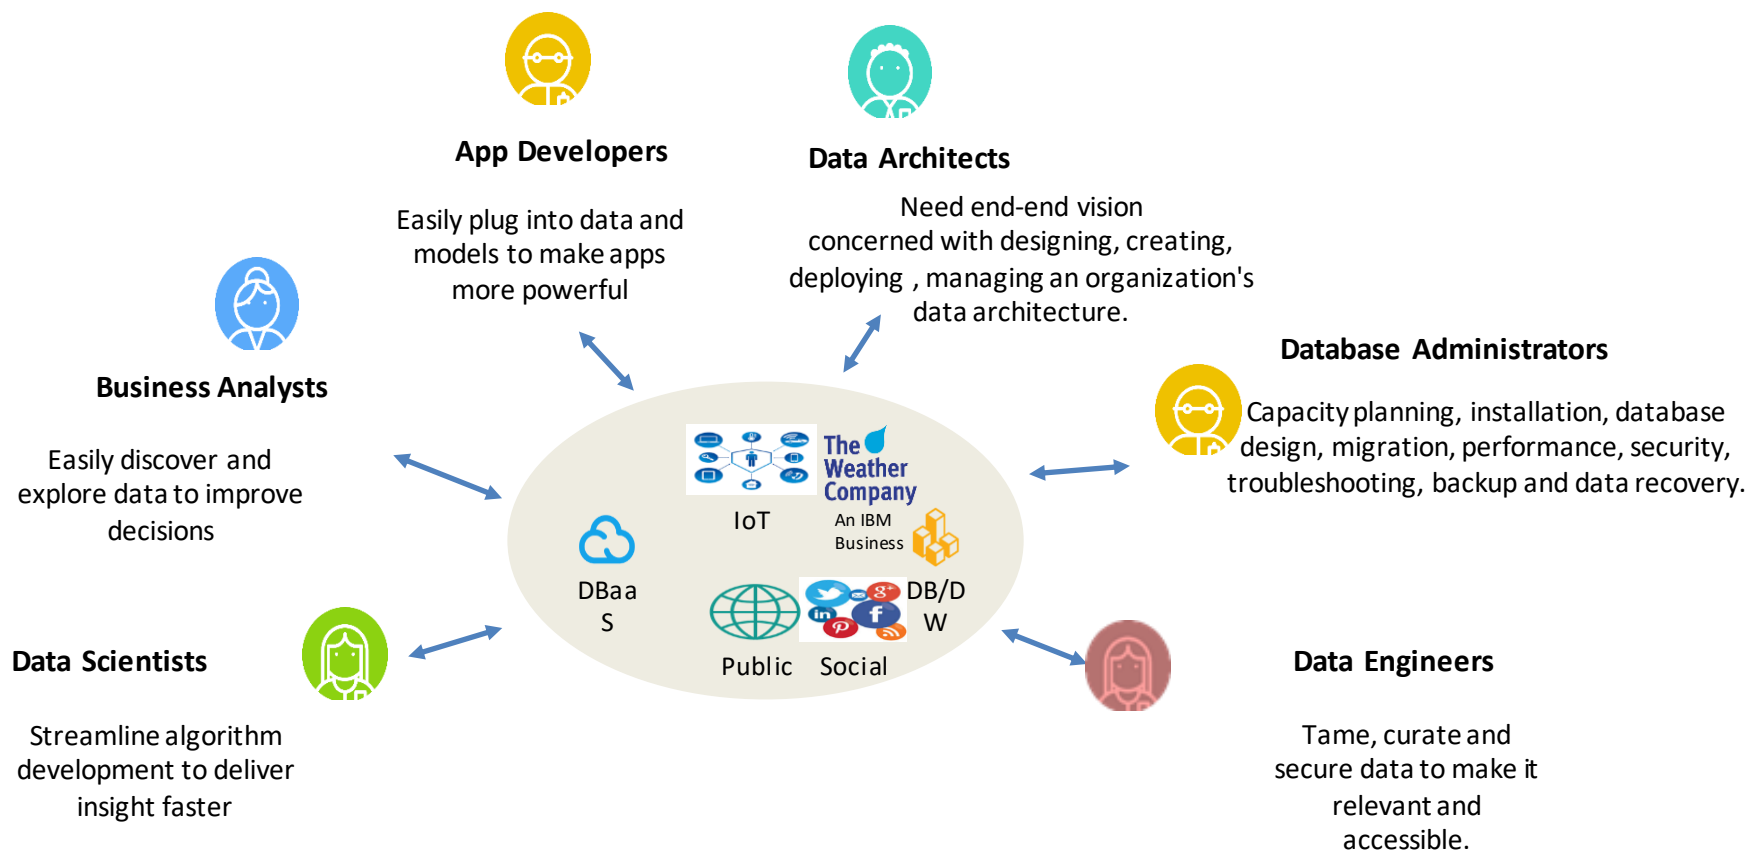 App Developers
Easily plug into data and
models to make apps
more powerful
Data Architects
Need end-end vision
concerned with designing, creating,
deploying , managing an organization's
data architecture.
Business Analysts
Easily discover and
explore data to improve
decisions
Database Administrators
Capacity planning, installation, database
design, migration, performance, security,
troubleshooting, backup and data recovery.
IoT
The
Weather
Company
An IBM
Business
DBaa
S
DB/D
W
Public
Social
g+
in
f
Data Scientists
Streamline algorithm
development to deliver
insight faster
Data Engineers
Tame, curate and
secure data to make it
relevant and
accessible.